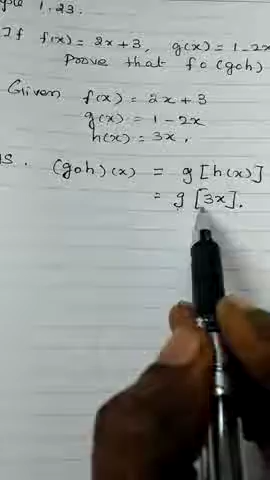 1.23.
If f(x) = 2x+3, g(x) = 1-2x
Prove that fo(goh)
Given f(x) = 2x+3
g(x) = 1-2x
h(x) = 3x.
(goh)(x) = g[h(x)]
= g[3x].